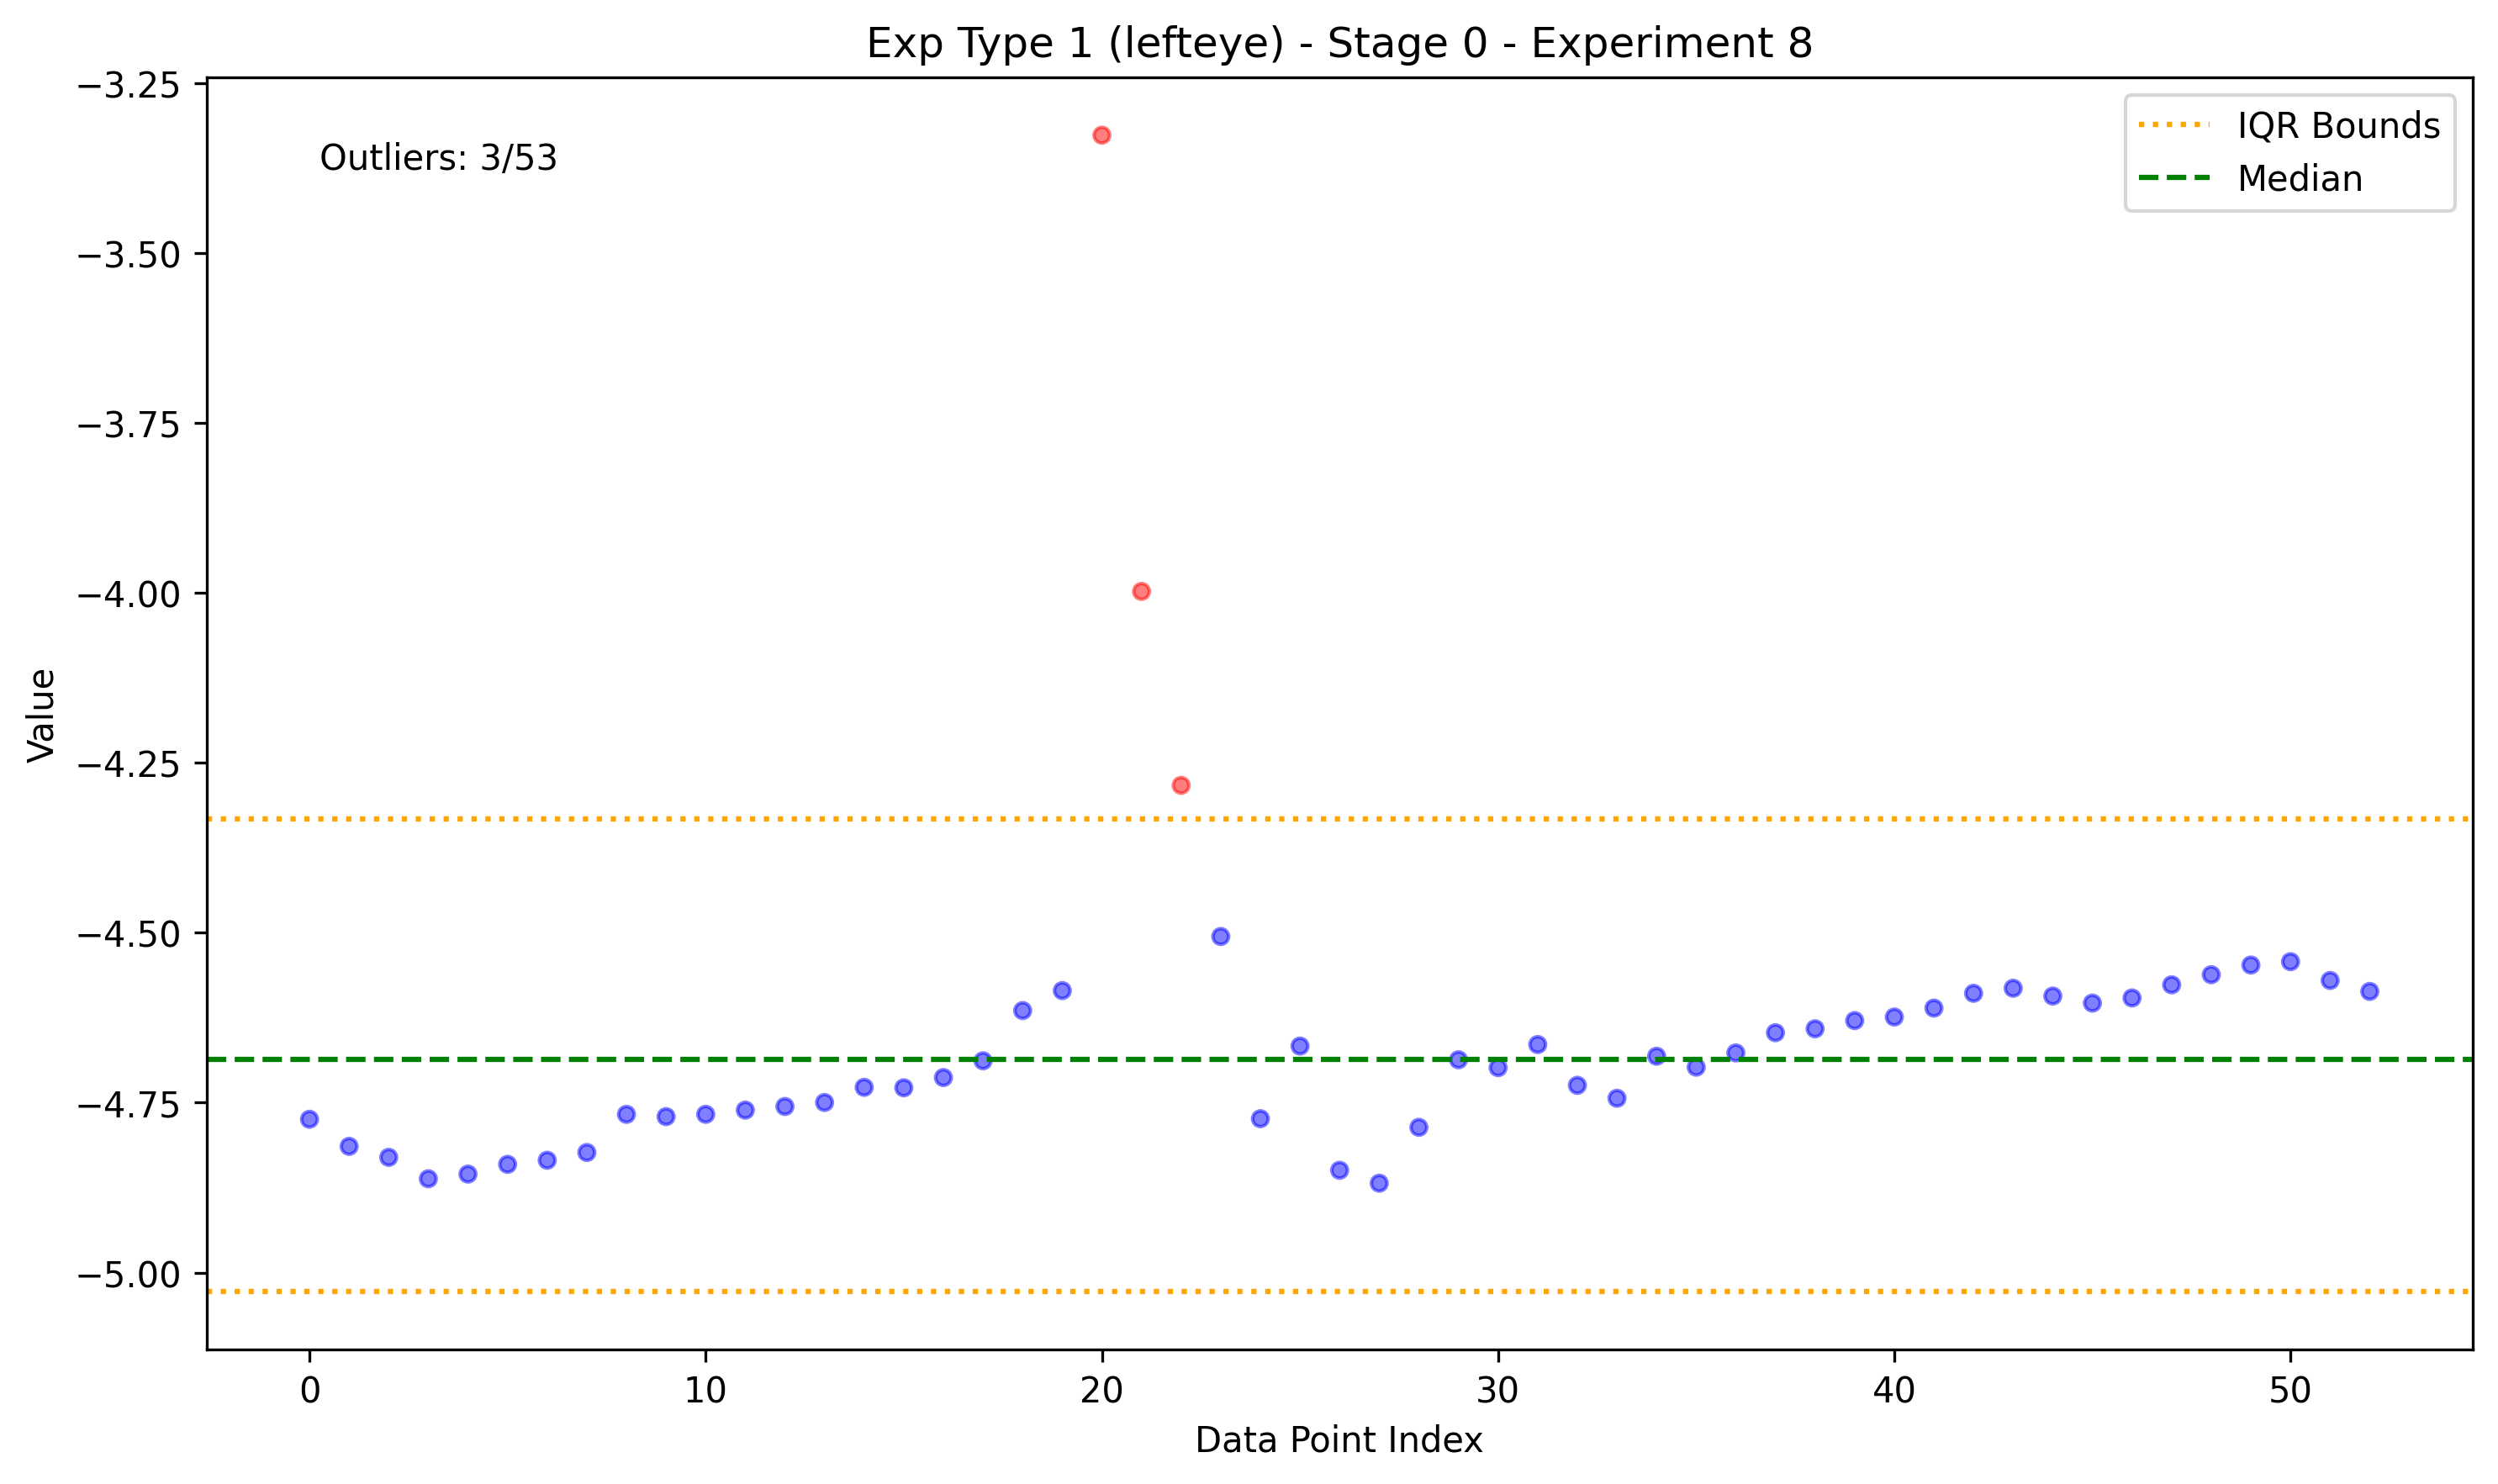 Exp Type 1 (lefteye) - Stage 0 - Experiment 8
−3.25
−3.50
−3.75
−4.00
−4.25
−4.50
−4.75
−5.00
Value
Outliers: 3/53
IQR Bounds
Median
0 10 20 30 40 50
Data Point Index